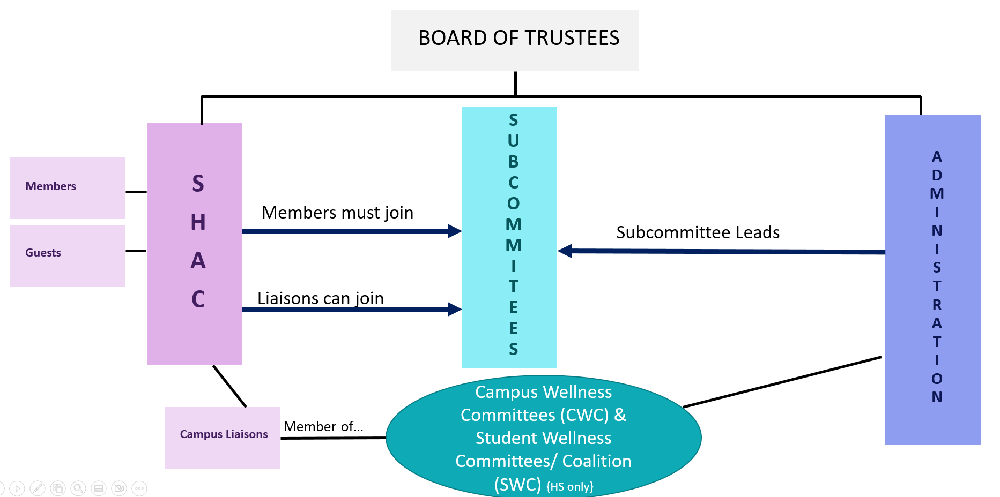 BOARD OF TRUSTEES
Members
Guests
S
H
A
C
Members must join
Liaisons can join
S
U
B
C
O
M
M
I
T
E
E
S
Subcommittee Leads
A
D
M
I
N
I
S
T
R
A
T
I
O
N
Campus Liaisons
Member of...
Campus Wellness
Committees (CWC) &
Student Wellness
Committees/ Coalition
(SWC) {HS only}